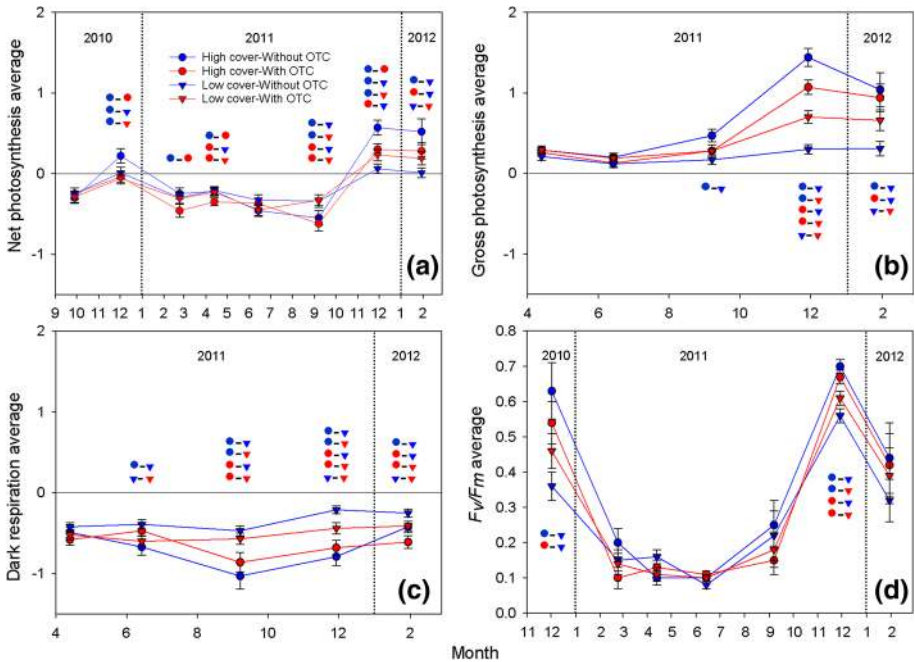 2
2010
2011
2012
High cover-Without OTC
High cover-With OTC
Low cover-Without OTC
Low cover-With OTC
1
0
-1
Net photosynthesis average
(a)
9 10 11 12 1 2 3 4 5 6 7 8 9 10 11 12 1 2
2
2011
2012
1
0
-1
Gross photosynthesis average
(b)
4 6 8 10 12 2
2
2011
2012
1
0
-1
Dark respiration average
(c)
4 6 8 10 12 2
0.8
2010
2011
2012
0.7
0.6
0.5
0.4
0.3
0.2
0.1
0.0
Fv/Fm average
(d)
11 12 1 2 3 4 5 6 7 8 9 10 11 12 1 2
Month